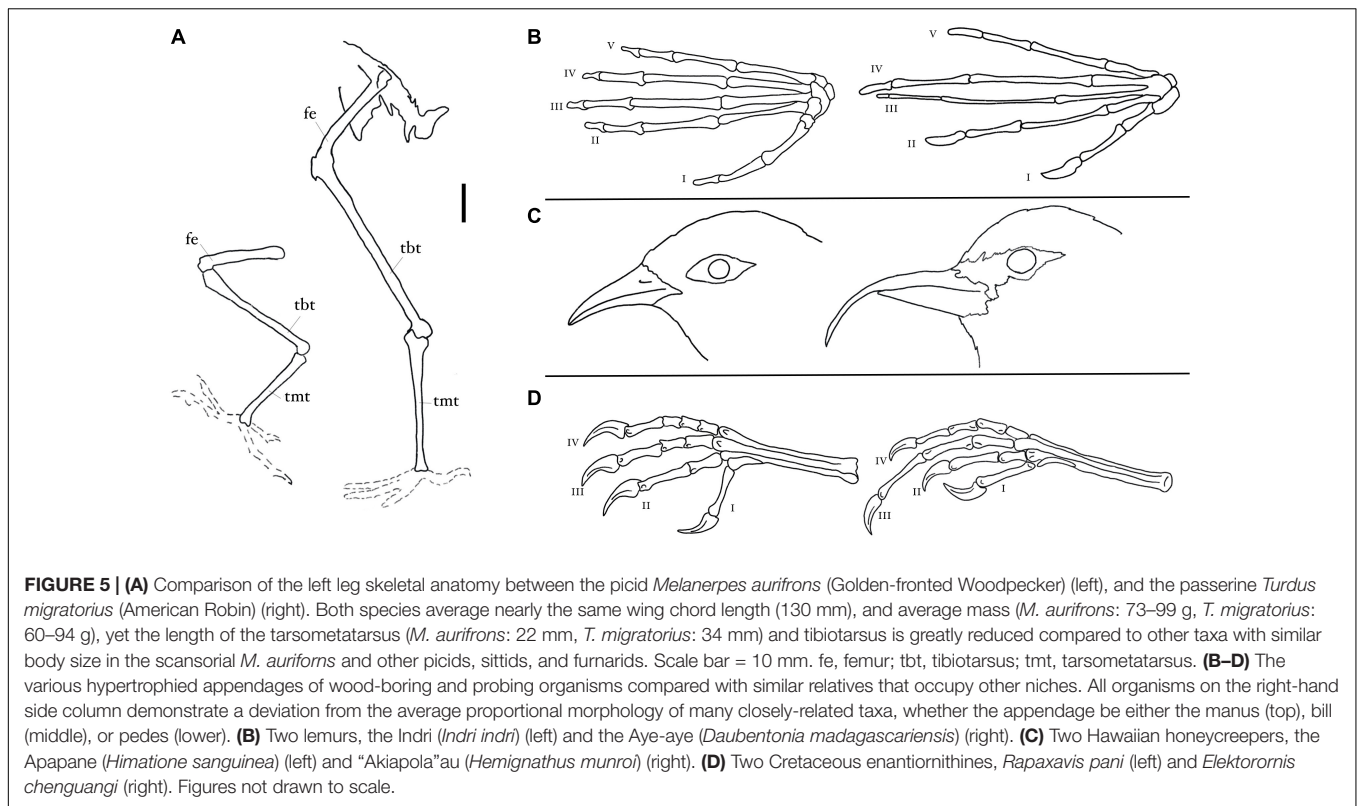 A
fe
tbt
tmt
fe
tbt
tmt
B
V
IV
III
II
I
V
IV
III
II
I
C
D
IV
III
II
I
IV
III
II
I
FIGURE 5 | (A) Comparison of the left leg skeletal anatomy between the picid Melanerpes aurifrons (Golden-fronted Woodpecker) (left), and the passerine Turdus
migratorius (American Robin) (right). Both species average nearly the same wing chord length (130 mm), and average mass (M. aurifrons: 73–99 g, T. migratorius:
60–94 g), yet the length of the tarsometatarsus (M. aurifrons: 22 mm, T. migratorius: 34 mm) and tibiotarsus is greatly reduced compared to other taxa with similar
body size in the scansorial M. auriforns and other picids, sittids, and furnarids. Scale bar = 10 mm. fe, femur; tbt, tibiotarsus; tmt, tarsometatarsus. (B–D) The
various hypertrophied appendages of wood-boring and probing organisms compared with similar relatives that occupy other niches. All organisms on the right-hand
side column demonstrate a deviation from the average proportional morphology of many closely-related taxa, whether the appendage be either the manus (top), bill
(middle), or pedes (lower). (B) Two lemurs, the Indri (Indri indri) (left) and the Aye-aye (Daubentonia madagascariensis) (right). (C) Two Hawaiian honeycreepers, the
Apapane (Himatione sanguinea) (left) and “Akiapola”au (Hemignathus munroi) (right). (D) Two Cretaceous enantiornithines, Rapaxavis pani (left) and Elektorornis
chenguangi (right). Figures not drawn to scale.